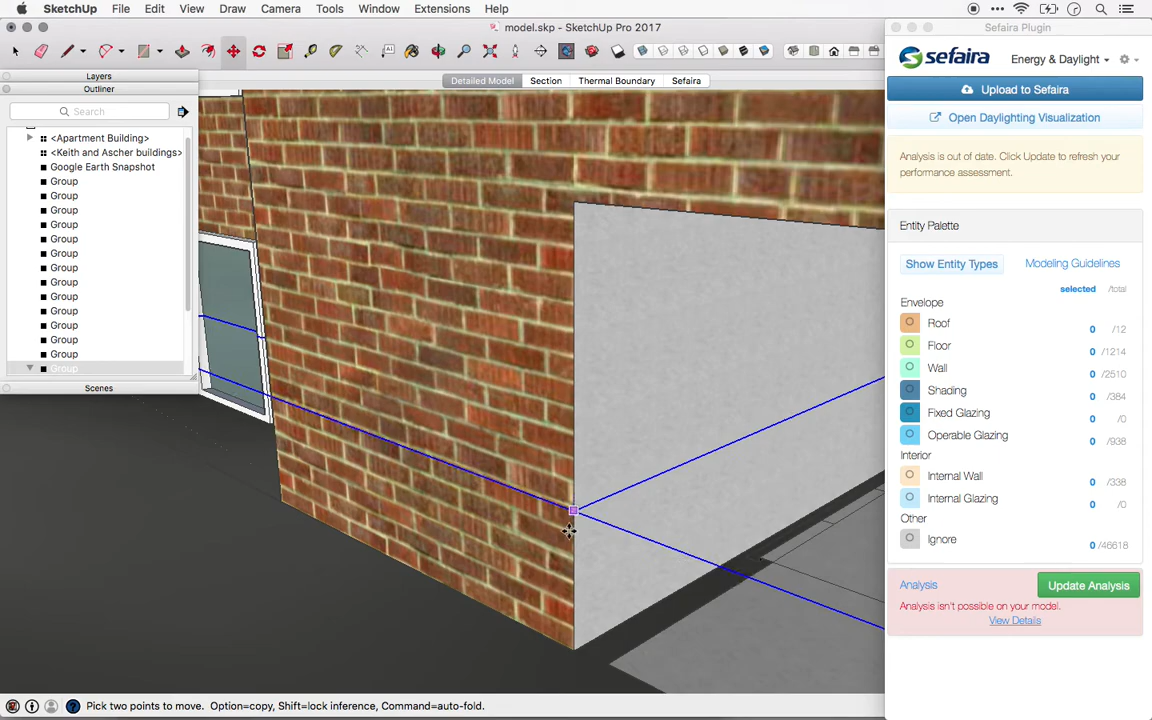 SketchUp File Edit View Draw Camera Tools Window Extensions Help
model.skp - SketchUp Pro 2017
Sefaira Plugin
Layers
Outliner
Search
<Apartment Building>
<Keith and Ascher buildings>
Google Earth Snapshot
Group
Group
Group
Group
Group
Group
Group
Group
Group
Group
Group
Group
Group
Group
Scenes
Detailed Model Section Thermal Boundary Sefaira
sefaira Energy & Daylight
Upload to Sefaira
Open Daylighting Visualization
Analysis is out of date. Click Update to refresh your
performance assessment.
Entity Palette
Show Entity Types Modeling Guidelines
selected /total
Envelope
Roof 0 /12
Floor 0 /1214
Wall 0 /2510
Shading 0 /384
Fixed Glazing 0 /0
Operable Glazing 0 /938
Interior
Internal Wall 0 /338
Internal Glazing 0 /0
Other
Ignore 0 /46618
Analysis Update Analysis
Analysis isn't possible on your model.
View Details
Pick two points to move. Option=copy, Shift=lock inference, Command=auto-fold.